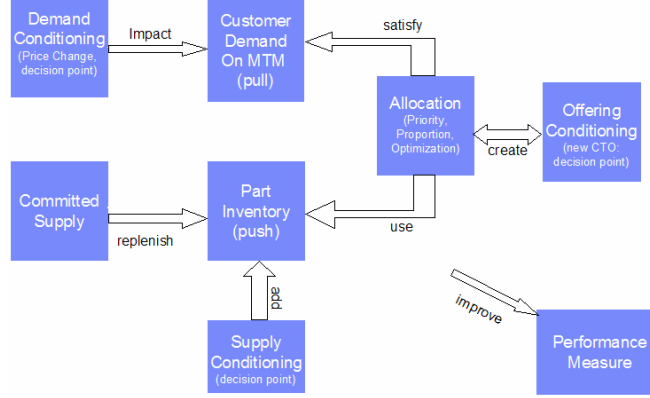 Demand
Conditioning
(Price Change,
decision point)
Impact
Customer
Demand
On MTM
(pull)
satisfy
Allocation
(Priority,
Proportion,
Optimization)
create
Offering
Conditioning
(new CTO:
decision point)
Committed
Supply
replenish
Part
Inventory
(push)
use
add
Supply
Conditioning
(decision point)
improve
Performance
Measure